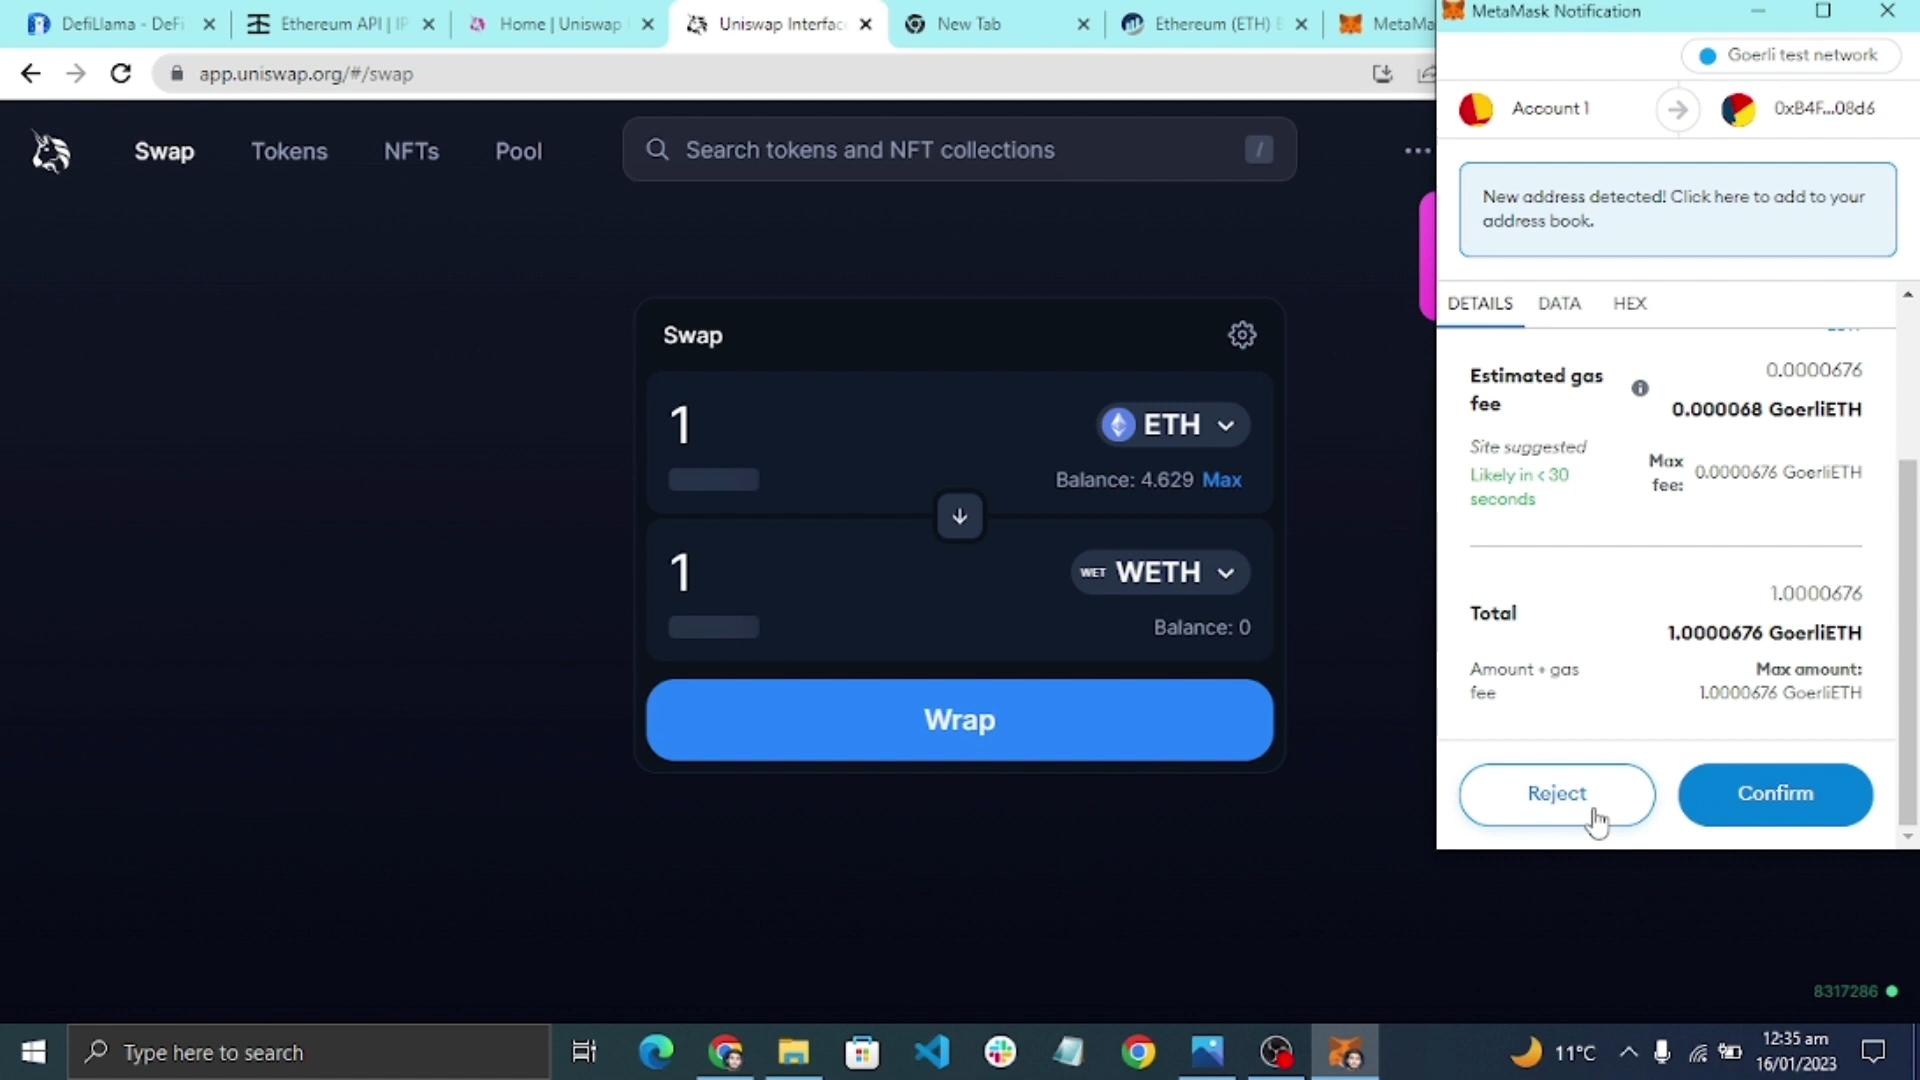 DefiLlama - DeFi
Ethereum API | IP
Home | Uniswap
Uniswap Interfac
New Tab
Ethereum (ETH) B
MetaMa
MetaMask Notification
app.uniswap.org/#/swap
Goerli test network
Account 1
0xB4F...08d6
Swap
Tokens
NFTs
Pool
Search tokens and NFT collections
/
New address detected! Click here to add to your
address book.
DETAILS
DATA
HEX
Swap
1
ETH
Balance: 4.629 Max
1
WET WETH
Balance: 0
Wrap
Estimated gas
fee
0.0000676
0.000068 GoerliETH
Site suggested
Likely in < 30
seconds
Max
fee:
0.0000676 GoerliETH
Total
1.0000676
1.0000676 GoerliETH
Amount + gas
fee
Max amount:
1.0000676 GoerliETH
Reject
Confirm
8317286
Type here to search
11°C
12:35 am
16/01/2023